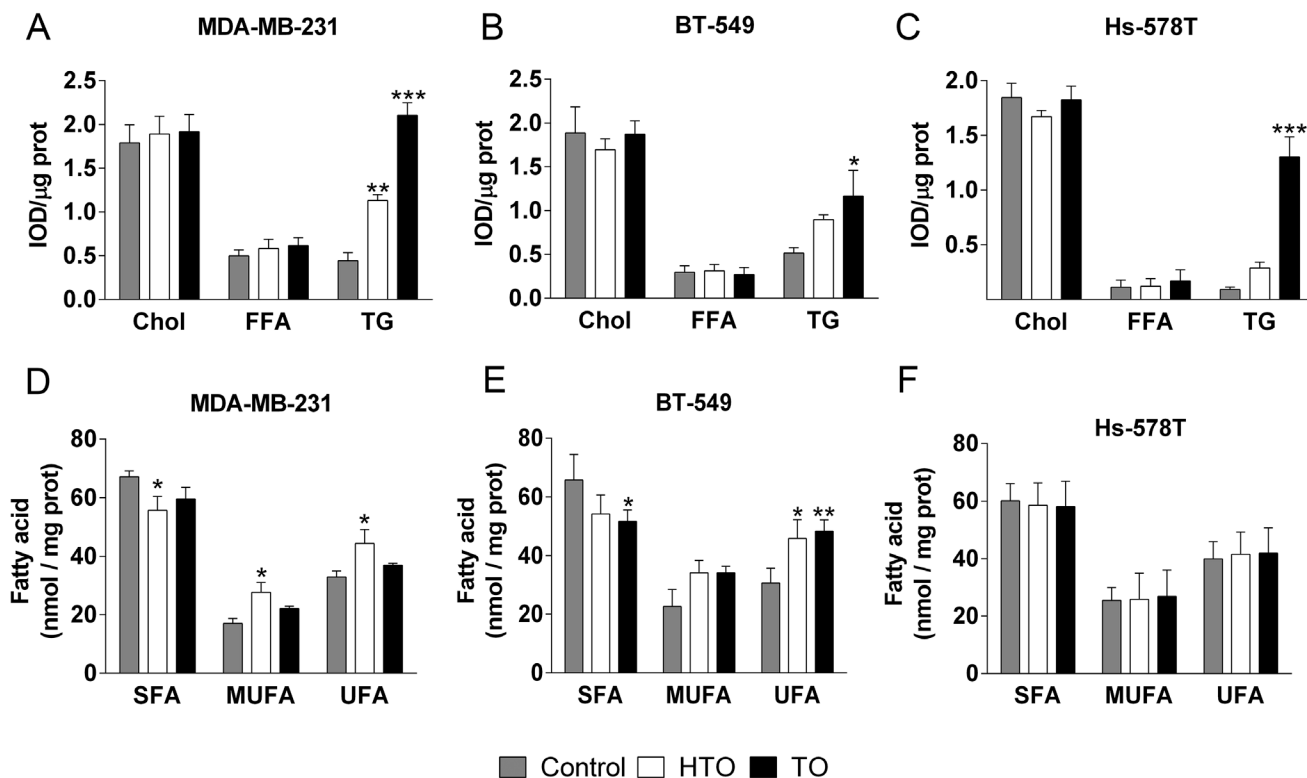 A
MDA-MB-231
IOD/μg prot
2.5
2.0
1.5
1.0
0.5
0.0
**
***
Chol FFA TG
B
BT-549
IOD/μg prot
2.5
2.0
1.5
1.0
0.5
0.0
*
Chol FFA TG
C
Hs-578T
IOD/μg prot
2.0
1.5
1.0
0.5
***
Chol FFA TG
D
MDA-MB-231
Fatty acid
(nmol / mg prot)
80
60
40
20
0
*
*
*
SFA MUFA UFA
E
BT-549
Fatty acid
(nmol / mg prot)
80
60
40
20
0
*
* **
SFA MUFA UFA
F
Hs-578T
Fatty acid
(nmol / mg prot)
80
60
40
20
0
SFA MUFA UFA
Control HTO TO